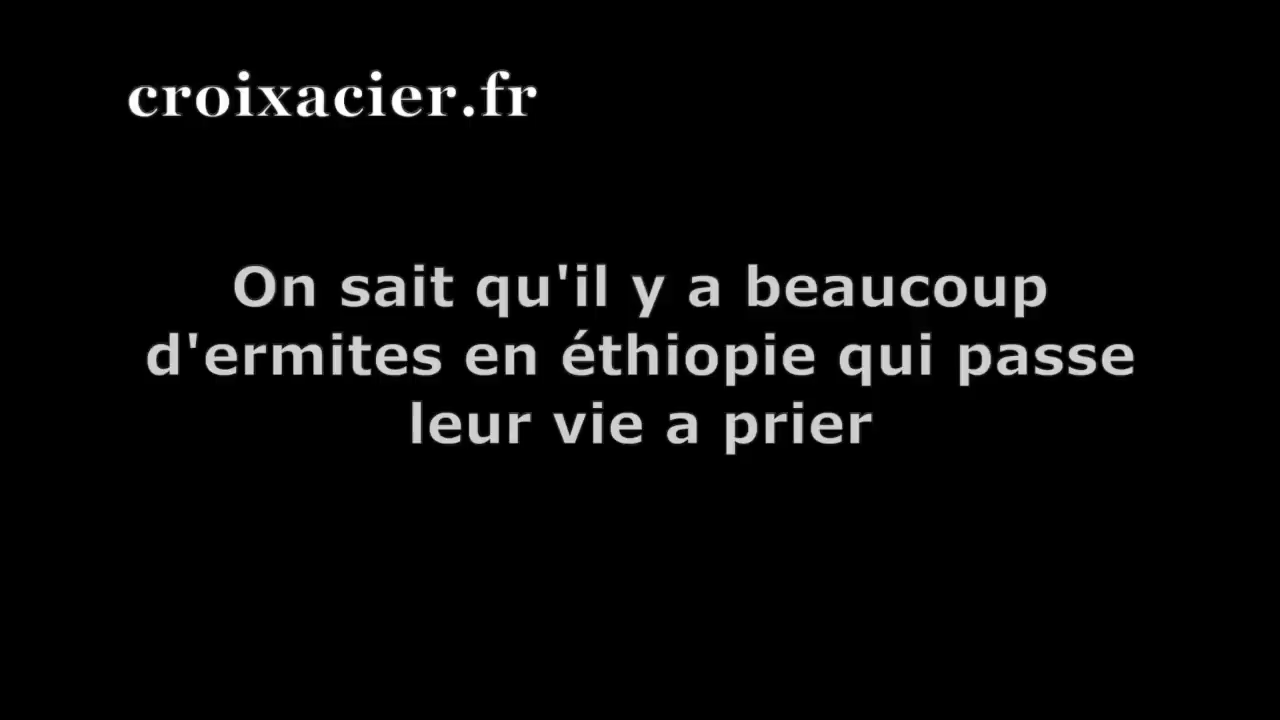 croixacier.fr
On sait qu'il y a beaucoup
d'ermites en éthiopie qui passe
leur vie a prier